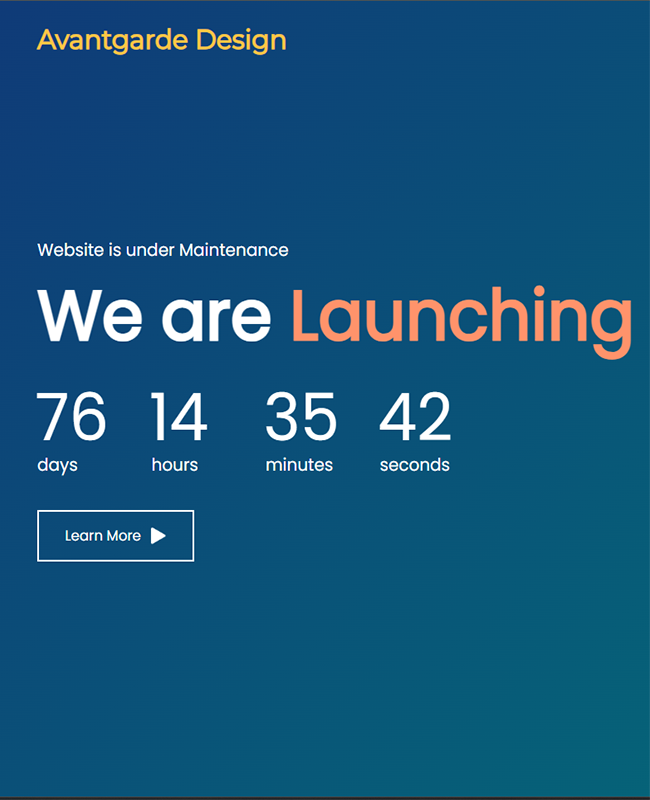 Avantgarde Design
Website is under Maintenance
We are Launching
76 14 35 42
days hours minutes seconds
Learn More